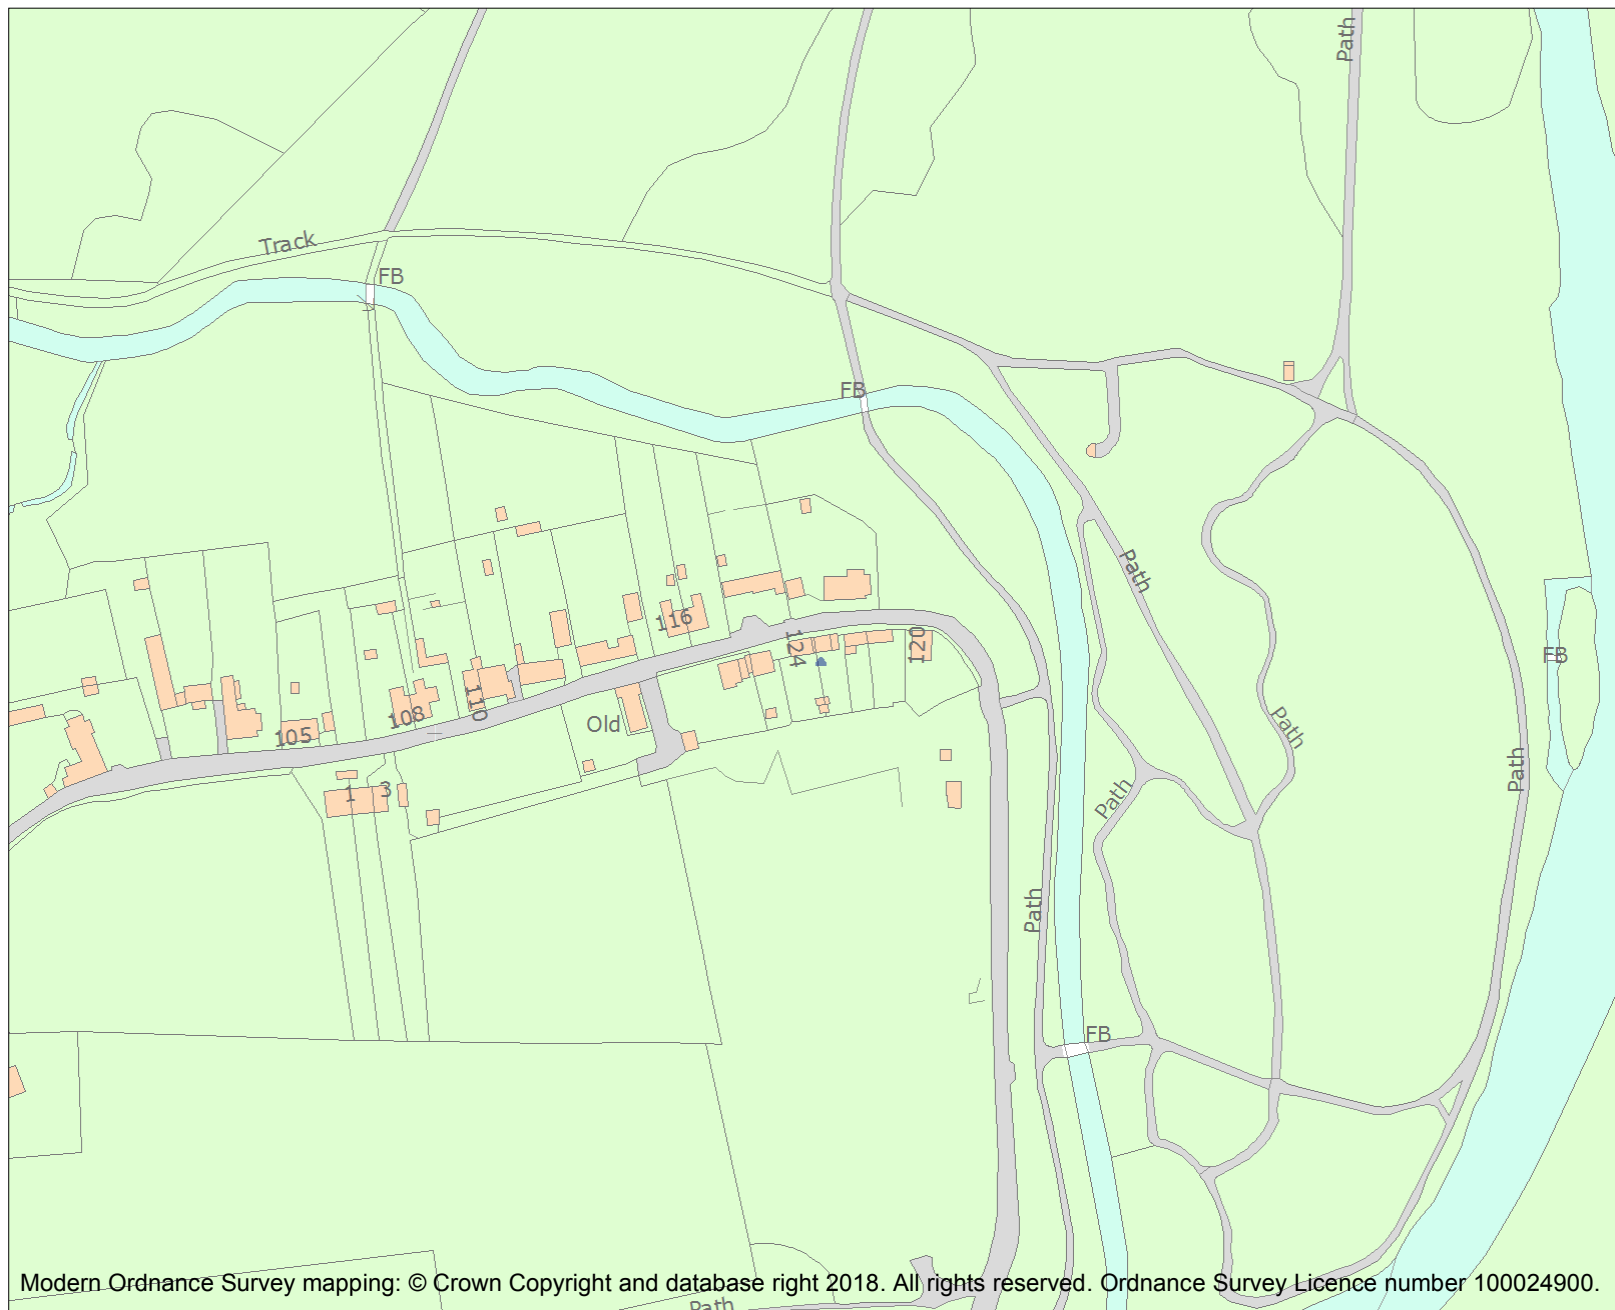 Path
Track
FB
FB
Path
116
124
120
FB
110
108
Old
105
Path
Path
1
3
Path
Path
FB
Path
Modern Ordnance Survey mapping: © Crown Copyright and database right 2018. All rights reserved. Ordnance Survey Licence number 100024900.